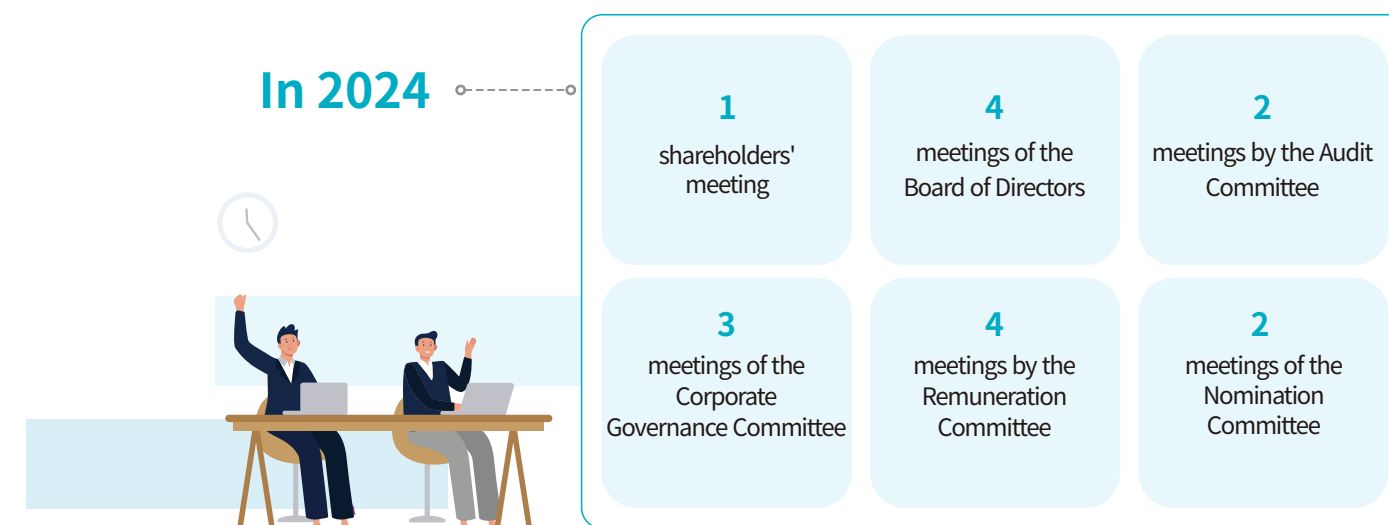 In 2024
1
shareholders'
meeting
4
meetings of the
Board of Directors
2
meetings by the Audit
Committee
3
meetings of the
Corporate
Governance Committee
4
meetings by the
Remuneration
Committee
2
meetings of the
Nomination
Committee